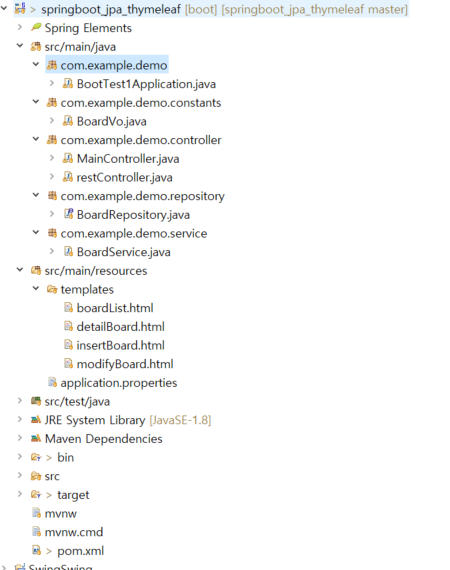 > springboot_jpa_thymeleaf [boot] [springboot_jpa_thymeleaf master]
Spring Elements
src/main/java
com.example.demo
BootTest1Application.java
com.example.demo.constants
BoardVo.java
com.example.demo.controller
MainController.java
restController.java
com.example.demo.repository
BoardRepository.java
com.example.demo.service
BoardService.java
src/main/resources
templates
boardList.html
detailBoard.html
insertBoard.html
modifyBoard.html
application.properties
src/test/java
JRE System Library [JavaSE-1.8]
Maven Dependencies
> bin
src
> target
mvnw
mvnw.cmd
> pom.xml
SwingSwing